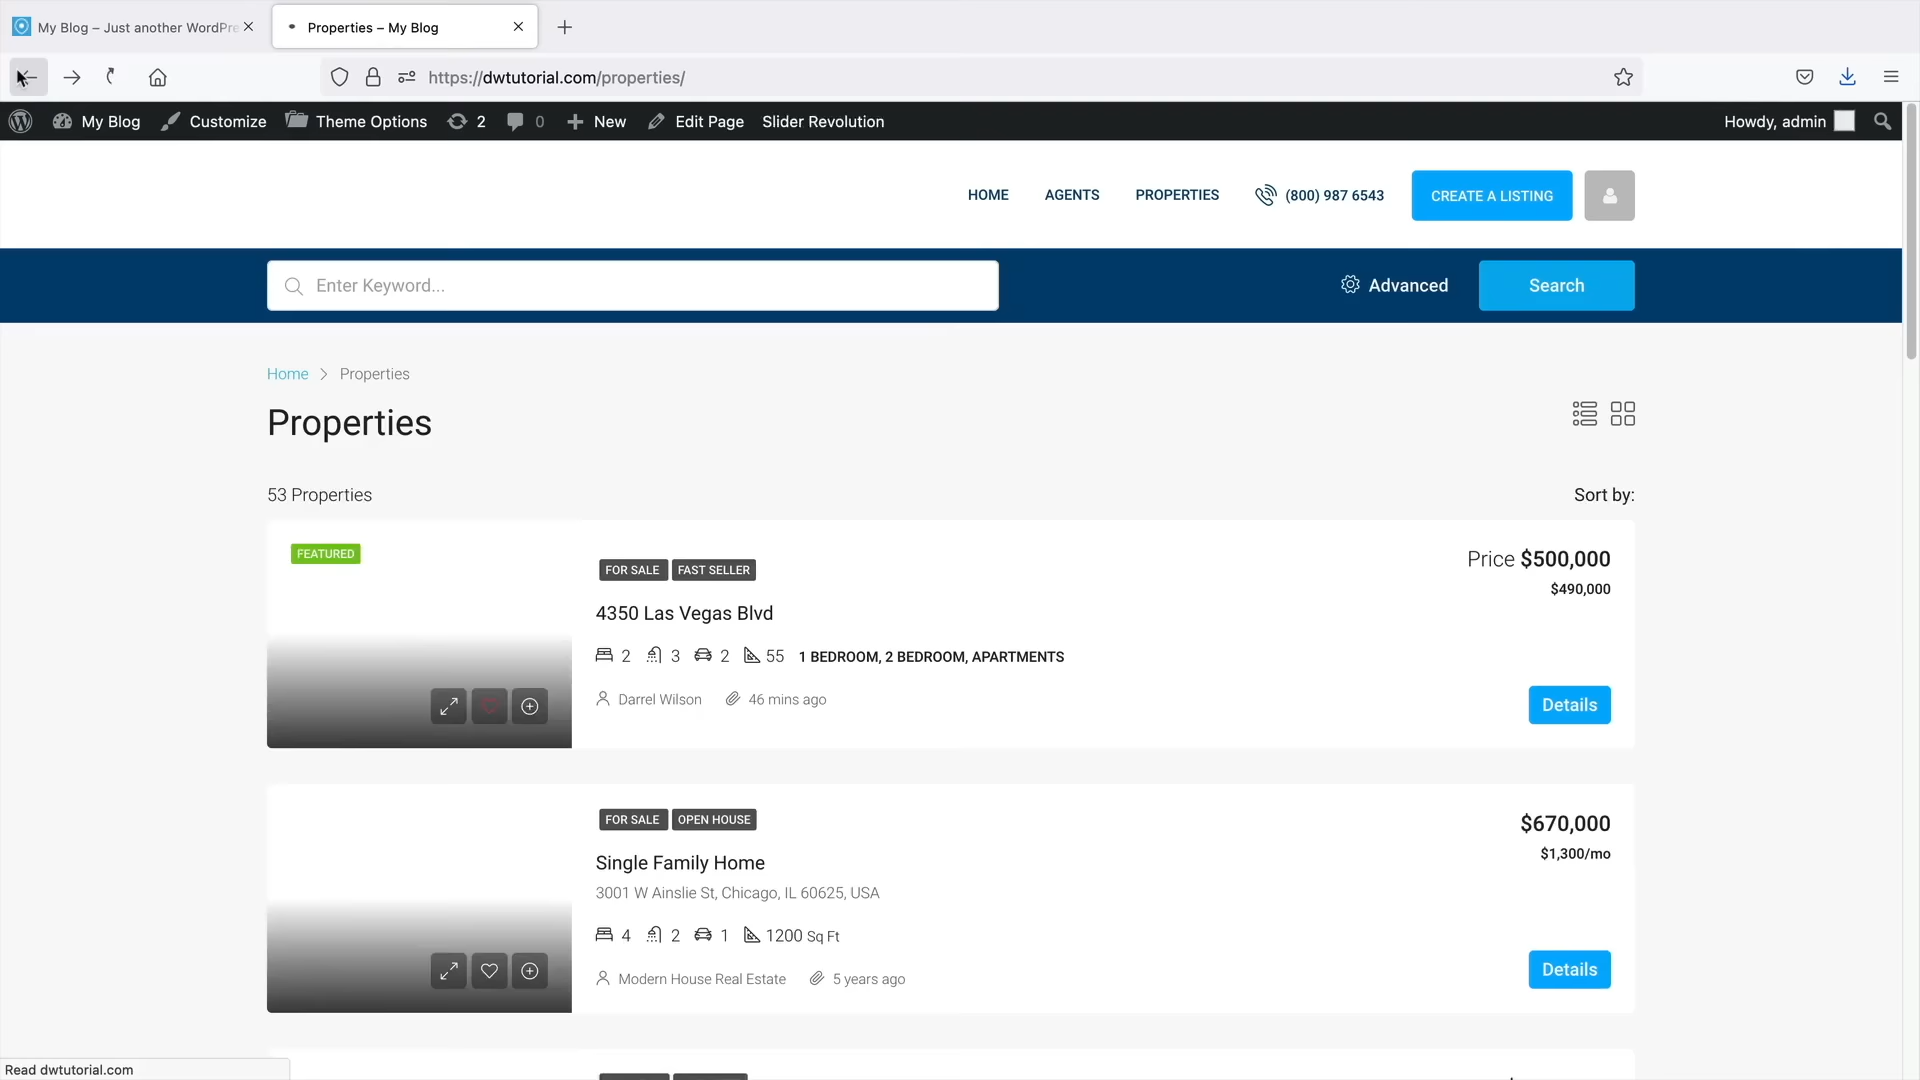 My Blog – Just another WordPre
Properties – My Blog
https://dwtutorial.com/properties/
My Blog
Customize
Theme Options
2
0
New
Edit Page
Slider Revolution
Howdy, admin
HOME
AGENTS
PROPERTIES
(800) 987 6543
CREATE A LISTING
Enter Keyword...
Advanced
Search
Home
Properties
Properties
53 Properties
Sort by:
FEATURED
FOR SALE
FAST SELLER
Price $500,000
$490,000
4350 Las Vegas Blvd
2 3 2 55 1 BEDROOM, 2 BEDROOM, APARTMENTS
Darrel Wilson
46 mins ago
Details
FOR SALE
OPEN HOUSE
$670,000
$1,300/mo
Single Family Home
3001 W Ainslie St, Chicago, IL 60625, USA
4 2 1 1200 Sq Ft
Modern House Real Estate
5 years ago
Details
Read dwtutorial.com